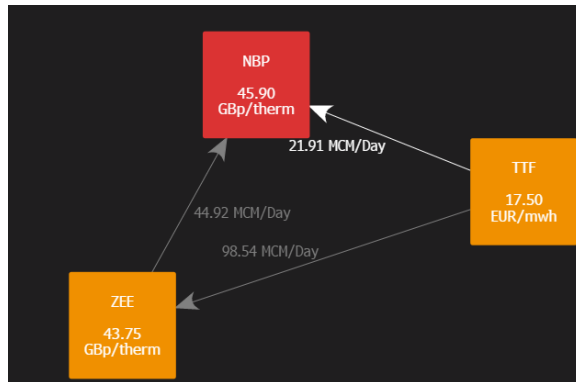 NBP
45.90
GBp/therm
21.91 MCM/Day
TTF
17.50
EUR/mwh
44.92 MCM/Day
98.54 MCM/Day
ZEE
43.75
GBp/therm